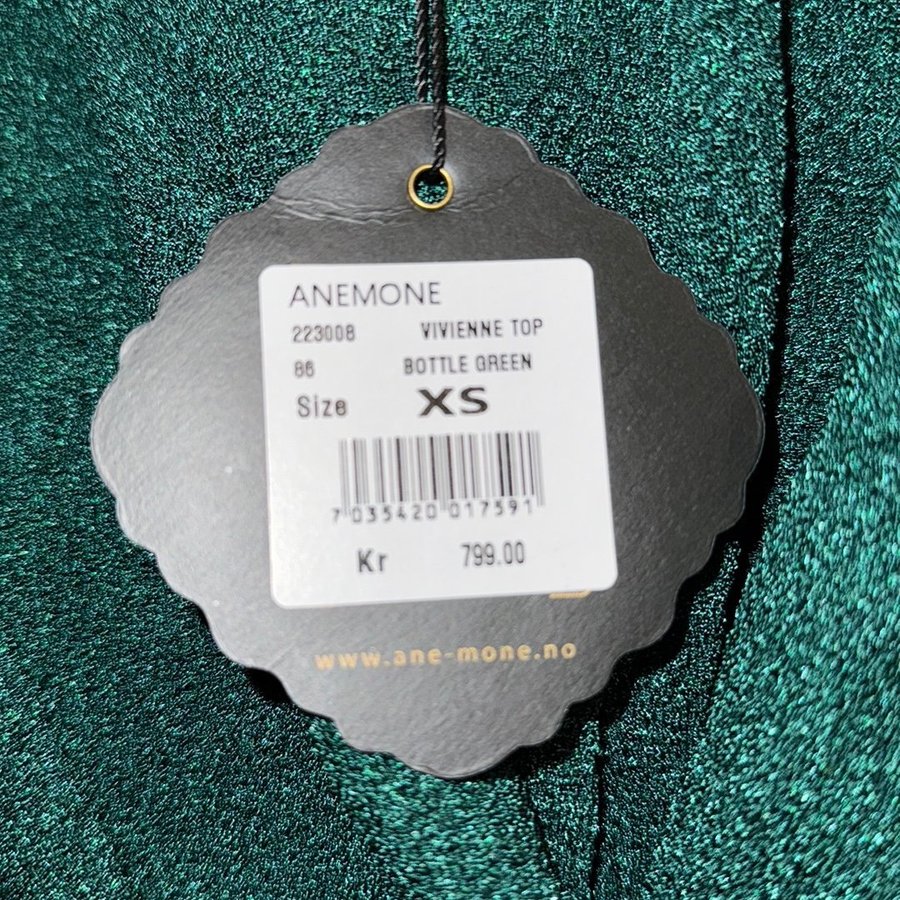 ANEMONE
223008 VIVIENNE TOP
86 BOTTLE GREEN
Size XS
7 035420 017591
Kr 799.00
www.ane-mone.no